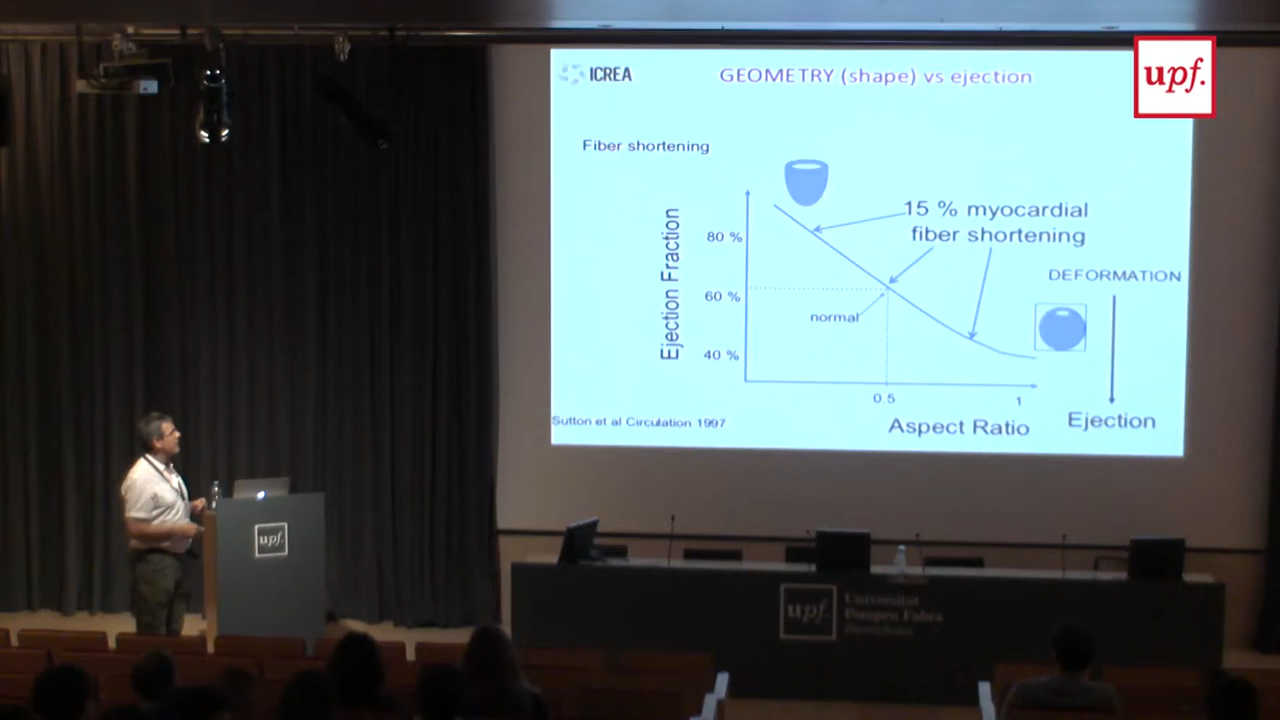 ICREA
GEOMETRY (shape) vs ejection
upf.
Fiber shortening
15 % myocardial
fiber shortening
Ejection Fraction
80 %
60 %
40 %
normal
DEFORMATION
0.5
1
Aspect Ratio
Ejection
Sutton et al Circulation 1997
upf.
upf.
Universitat
Pompeu Fabra
Barcelona